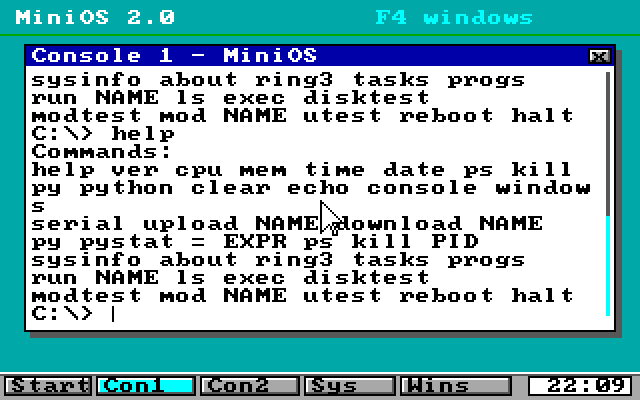 MiniOS 2.0 F4 windows
Console 1 - MiniOS
sysinfo about ring3 tasks progs
run NAME ls exec disktest
modtest mod NAME utest reboot halt
C:\> help
Commands:
help ver cpu mem time date ps kill
py python clear echo console window
s
serial upload NAME download NAME
py pystat = EXPR ps kill PID
sysinfo about ring3 tasks progs
run NAME ls exec disktest
modtest mod NAME utest reboot halt
C:\>
Start Con1 Con2 Sys Wins 22:09